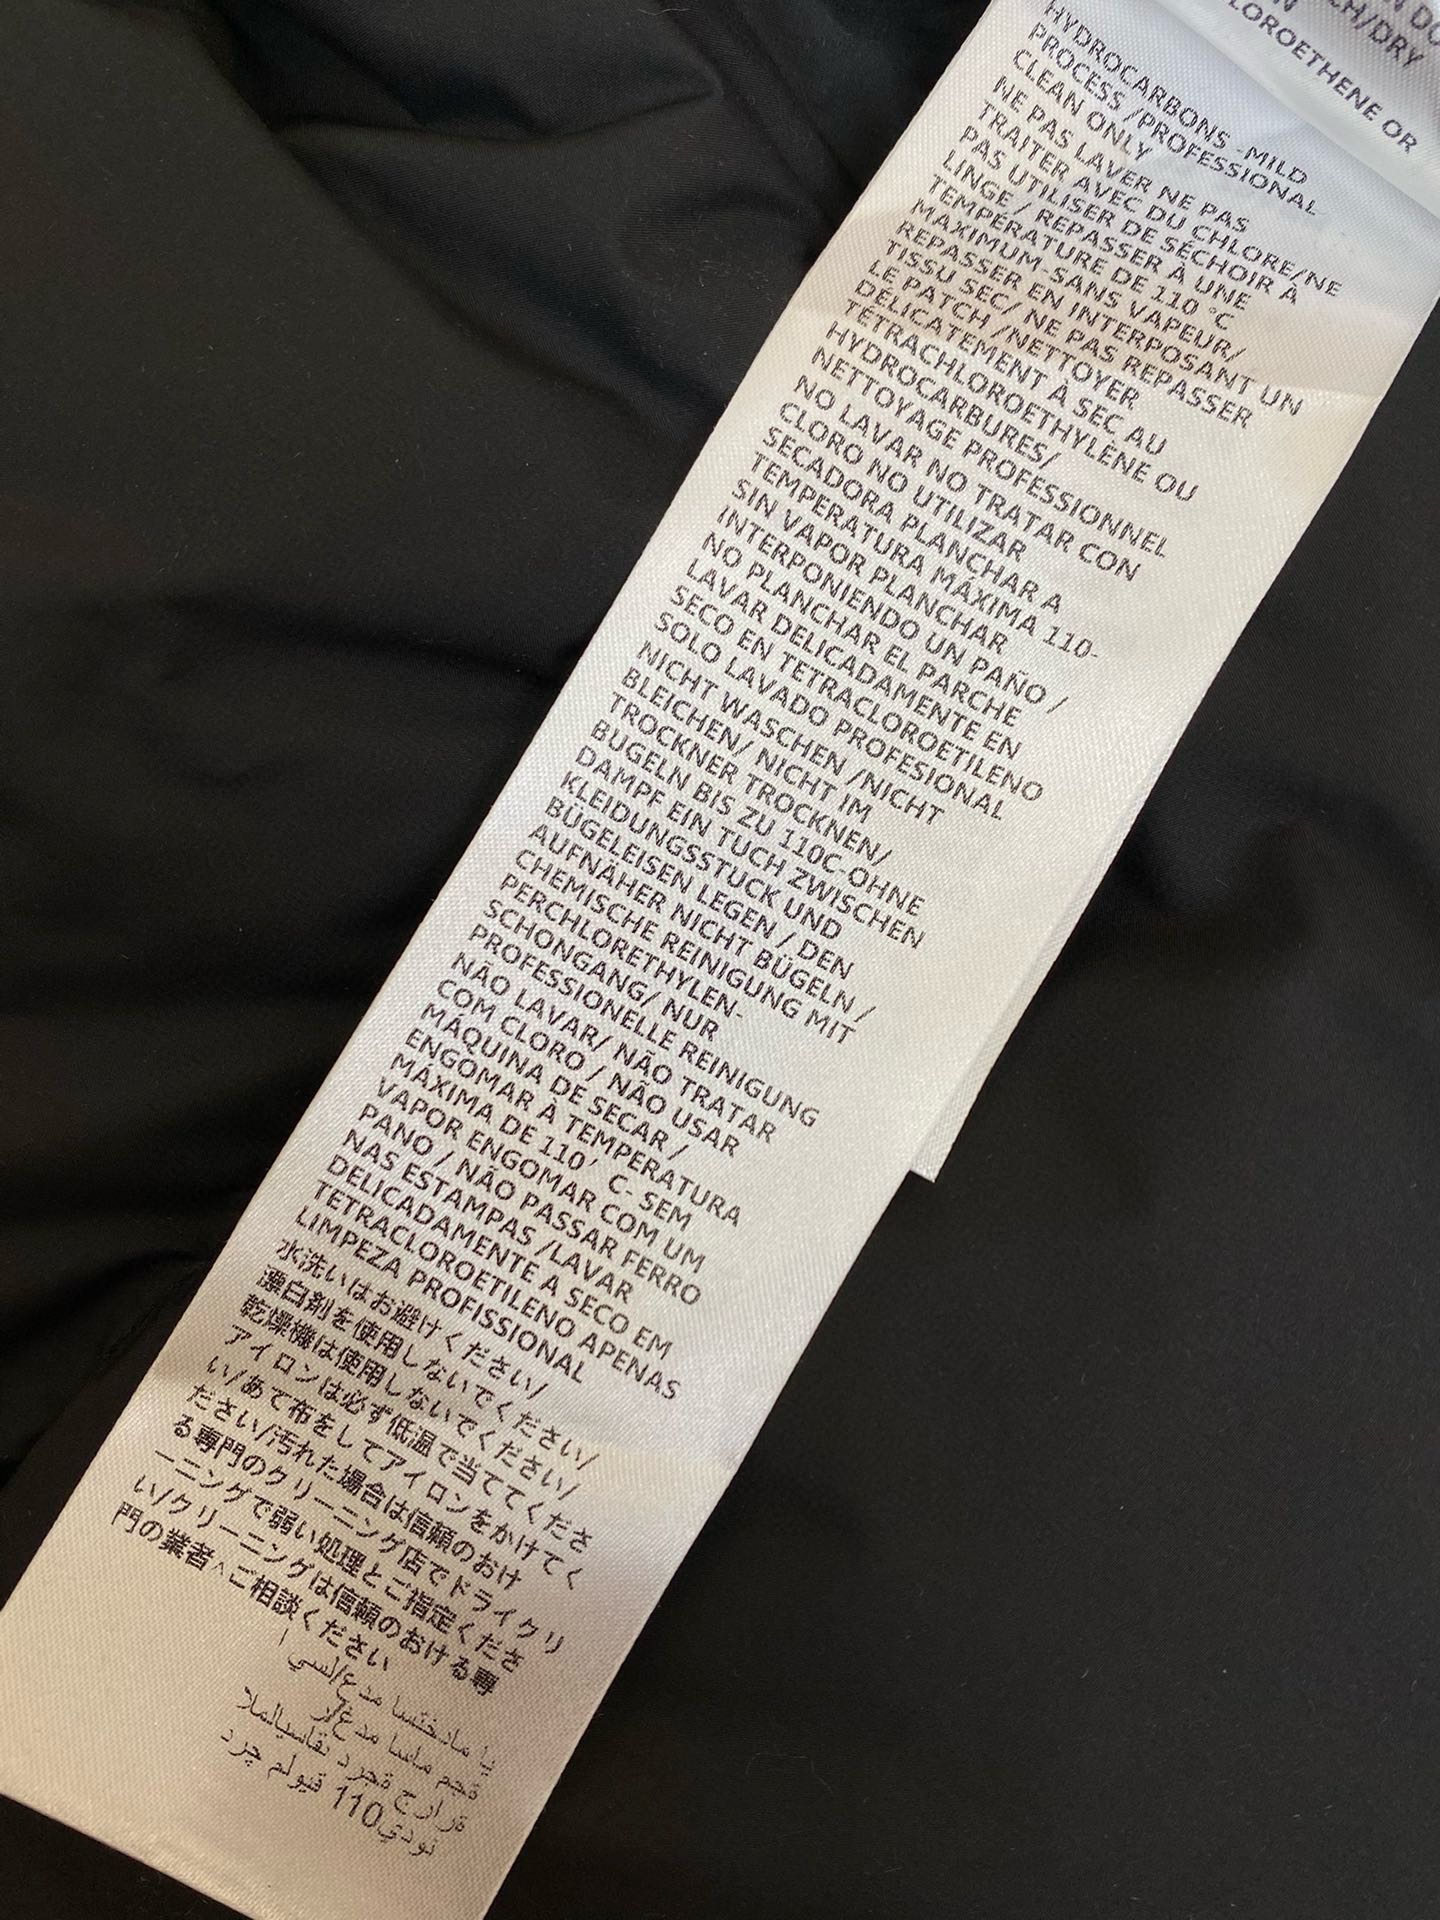 N DO
CH/DRY
N
LOROETHENE OR
HYDROCARBONS -MILD
PROCESS /PROFESSIONAL
CLEAN ONLY
NE PAS LAVER NE PAS
TRAITER AVEC DU CHLORE/NE
PAS UTILISER DE SÉCHOIR À
LINGE / REPASSER À UNE
TEMPÉRATURE DE 110 °C
MAXIMUM-SANS VAPEUR/
REPASSER EN INTERPOSANT UN
TISSU SEC/ NE PAS REPASSER
LE PATCH /NETTOYER
DÉLICATEMENT À SEC AU
TÉTRACHLOROETHYLÈNE OU
HYDROCARBURES/
NETTOYAGE PROFESSIONNEL
NO LAVAR NO TRATAR CON
CLORO NO UTILIZAR
SECADORA PLANCHAR A
TEMPERATURA MÁXIMA 110-
SIN VAPOR PLANCHAR
INTERPONIENDO UN PAÑO /
NO PLANCHAR EL PARCHE
LAVAR DELICADAMENTE EN
SECO EN TETRACLOROETILENO
SOLO LAVADO PROFESIONAL
NICHT WASCHEN /NICHT
BLEICHEN/ NICHT IM
TROCKNER TROCKNEN/
BUGELN BIS ZU 110C-OHNE
DAMPF EIN TUCH ZWISCHEN
KLEIDUNGSSTUCK UND
BÜGELEISEN LEGEN / DEN
AUFNÄHER NICHT BÜGELN /
CHEMISCHE REINIGUNG MIT
PERCHLORETHYLEN-
SCHONGANG/ NUR
PROFESSIONELLE REINIGUNG
NÃO LAVAR/ NÃO TRATAR
COM CLORO / NÃO USAR
MÁQUINA DE SECAR /
ENGOMAR À TEMPERATURA
MÁXIMA DE 110′ C- SEM
VAPOR ENGOMAR COM UM
PANO / NÃO PASSAR FERRO
NAS ESTAMPAS /LAVAR
DELICADAMENTE A SECO EM
TETRACLOROETILENO APENAS
LIMPEZA PROFISSIONAL
水洗いはお避けください/
漂白剤を使用しないでください/
乾燥機は使用しないでください/
アイロンは必ず低温で当ててくださ
い/あて布をしてアイロンをかけてく
ださい/汚れた場合は信頼のおけ
る専門のクリーニング店でドライクリ
ーニングで弱い処理とご指定くださ
い/クリーニングは信頼のおける専
門の業者^ご相談ください